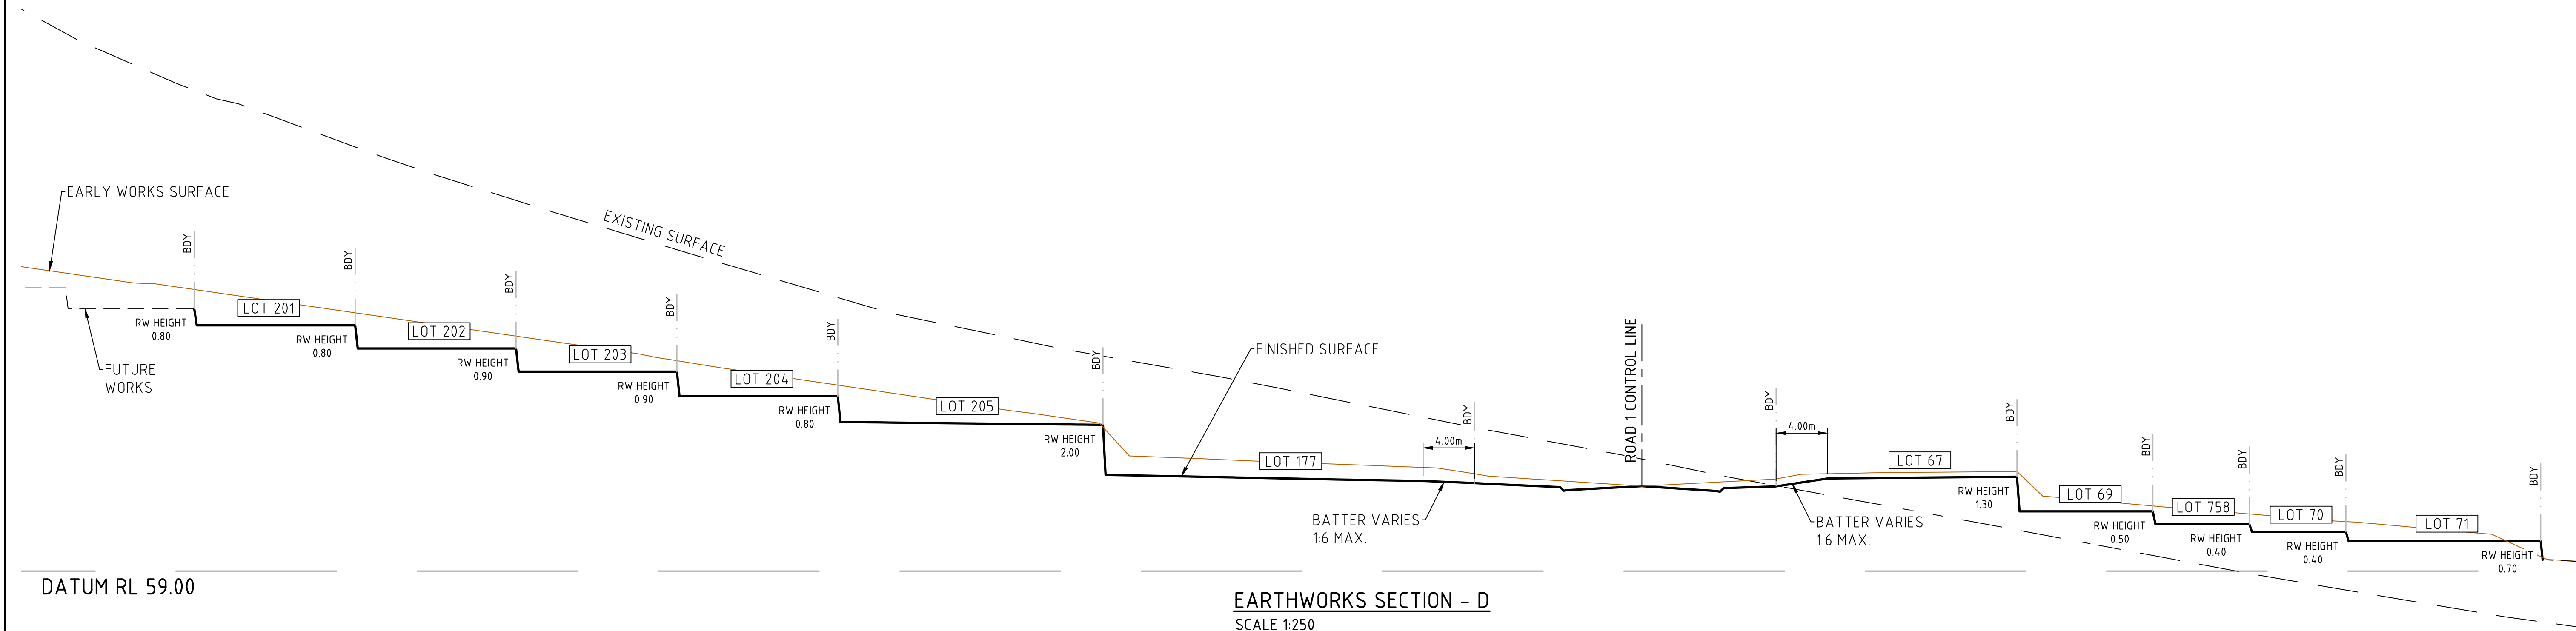 EARLY WORKS SURFACE
EXISTING SURFACE
BDY
BDY
BDY
BDY
BDY
BDY
BDY
ROAD 1 CONTROL LINE
BDY
BDY
BDY
BDY
BDY
BDY
LOT 201
LOT 202
LOT 203
LOT 204
LOT 205
LOT 177
LOT 67
LOT 69
LOT 758
LOT 70
LOT 71
RW HEIGHT
0.80
RW HEIGHT
0.80
RW HEIGHT
0.90
RW HEIGHT
0.90
RW HEIGHT
0.80
RW HEIGHT
2.00
RW HEIGHT
1.30
RW HEIGHT
0.50
RW HEIGHT
0.40
RW HEIGHT
0.40
RW HEIGHT
0.70
FUTURE
WORKS
FINISHED SURFACE
4.00m
4.00m
BATTER VARIES
1:6 MAX.
BATTER VARIES
1:6 MAX.
DATUM RL 59.00
EARTHWORKS SECTION - D
SCALE 1:250